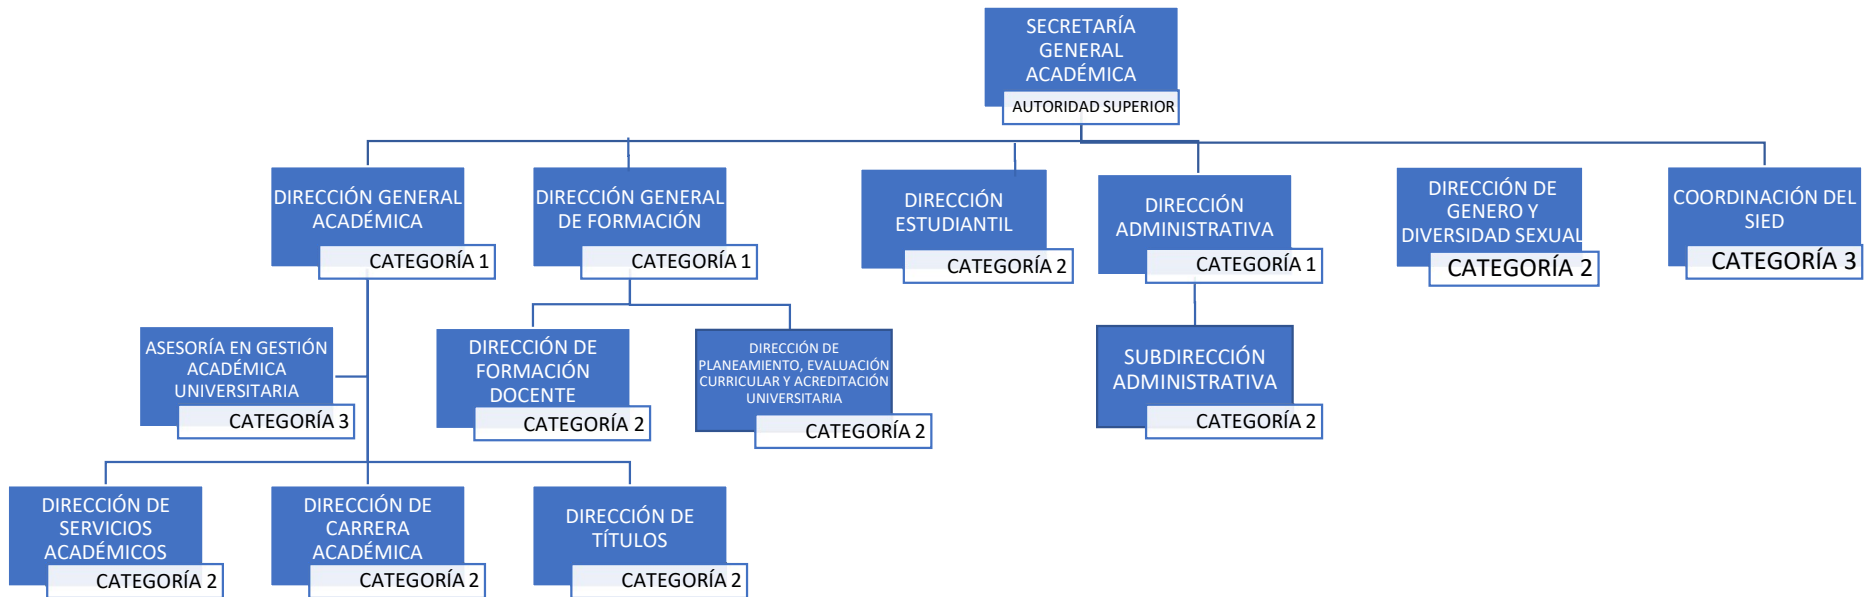 SECRETARÍA
GENERAL
ACADÉMICA
AUTORIDAD SUPERIOR
DIRECCIÓN GENERAL
ACADÉMICA
CATEGORÍA 1
DIRECCIÓN GENERAL
DE FORMACIÓN
CATEGORÍA 1
DIRECCIÓN
ESTUDIANTIL
CATEGORÍA 2
DIRECCIÓN
ADMINISTRATIVA
CATEGORÍA 1
DIRECCIÓN DE
GENERO Y
DIVERSIDAD SEXUAL
CATEGORÍA 2
COORDINACIÓN DEL
SIED
CATEGORÍA 3
ASESORÍA EN GESTIÓN
ACADÉMICA
UNIVERSITARIA
CATEGORÍA 3
DIRECCIÓN DE
FORMACIÓN
DOCENTE
CATEGORÍA 2
DIRECCIÓN DE
PLANEAMIENTO, EVALUACIÓN
CURRICULAR Y ACREDITACIÓN
UNIVERSITARIA
CATEGORÍA 2
SUBDIRECCIÓN
ADMINISTRATIVA
CATEGORÍA 2
DIRECCIÓN DE
SERVICIOS
ACADÉMICOS
CATEGORÍA 2
DIRECCIÓN DE
CARRERA
ACADÉMICA
CATEGORÍA 2
DIRECCIÓN DE
TÍTULOS
CATEGORÍA 2